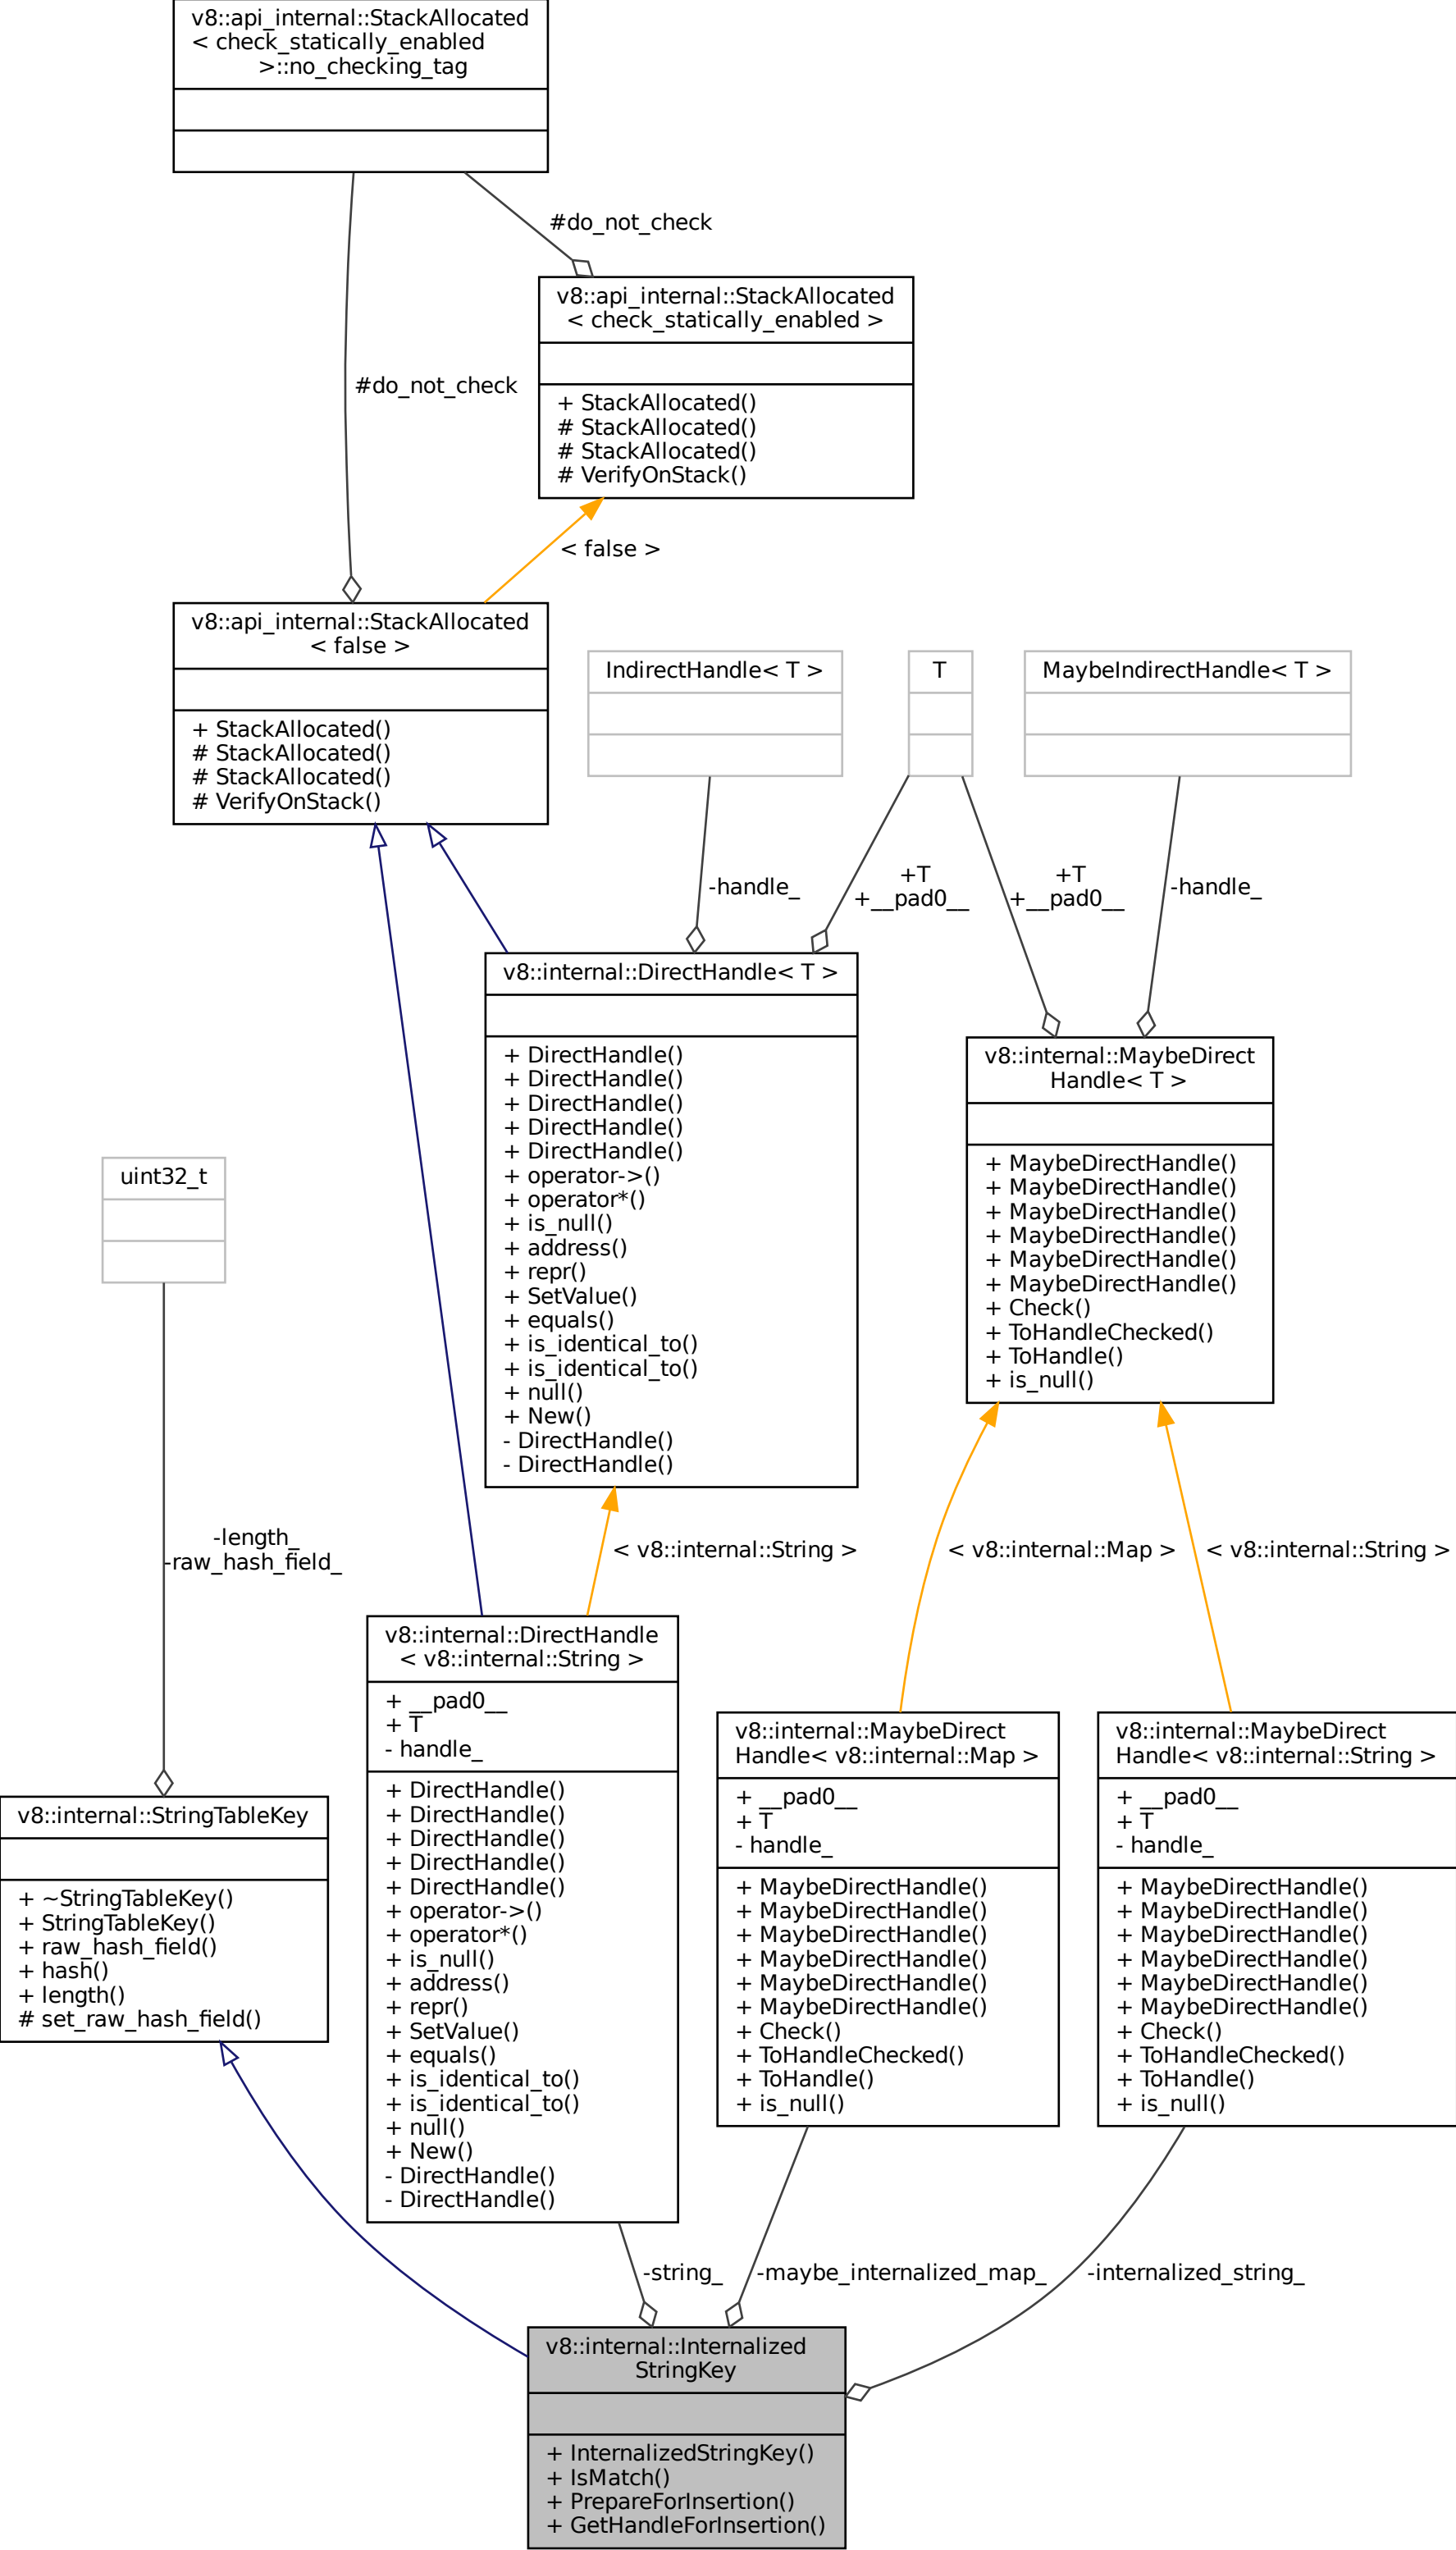 v8::api_internal::StackAllocated
< check_statically_enabled
>::no_checking_tag
#do_not_check
v8::api_internal::StackAllocated
< check_statically_enabled >
+ StackAllocated()
# StackAllocated()
# StackAllocated()
# VerifyOnStack()
#do_not_check
< false >
v8::api_internal::StackAllocated
< false >
+ StackAllocated()
# StackAllocated()
# StackAllocated()
# VerifyOnStack()
IndirectHandle< T >
T
MaybeIndirectHandle< T >
-handle_
+T
+__pad0__
+T
+__pad0__
-handle_
v8::internal::DirectHandle< T >
+ DirectHandle()
+ DirectHandle()
+ DirectHandle()
+ DirectHandle()
+ DirectHandle()
+ operator->()
+ operator*()
+ is_null()
+ address()
+ repr()
+ SetValue()
+ equals()
+ is_identical_to()
+ is_identical_to()
+ null()
+ New()
- DirectHandle()
- DirectHandle()
v8::internal::MaybeDirect
Handle< T >
+ MaybeDirectHandle()
+ MaybeDirectHandle()
+ MaybeDirectHandle()
+ MaybeDirectHandle()
+ MaybeDirectHandle()
+ MaybeDirectHandle()
+ Check()
+ ToHandleChecked()
+ ToHandle()
+ is_null()
uint32_t
-length_
-raw_hash_field_
< v8::internal::String >
< v8::internal::Map >
< v8::internal::String >
v8::internal::StringTableKey
+ ~StringTableKey()
+ StringTableKey()
+ raw_hash_field()
+ hash()
+ length()
# set_raw_hash_field()
v8::internal::DirectHandle
< v8::internal::String >
+ __pad0__
+ T
- handle_
+ DirectHandle()
+ DirectHandle()
+ DirectHandle()
+ DirectHandle()
+ DirectHandle()
+ operator->()
+ operator*()
+ is_null()
+ address()
+ repr()
+ SetValue()
+ equals()
+ is_identical_to()
+ is_identical_to()
+ null()
+ New()
- DirectHandle()
- DirectHandle()
v8::internal::MaybeDirect
Handle< v8::internal::Map >
+ __pad0__
+ T
- handle_
+ MaybeDirectHandle()
+ MaybeDirectHandle()
+ MaybeDirectHandle()
+ MaybeDirectHandle()
+ MaybeDirectHandle()
+ MaybeDirectHandle()
+ Check()
+ ToHandleChecked()
+ ToHandle()
+ is_null()
v8::internal::MaybeDirect
Handle< v8::internal::String >
+ __pad0__
+ T
- handle_
+ MaybeDirectHandle()
+ MaybeDirectHandle()
+ MaybeDirectHandle()
+ MaybeDirectHandle()
+ MaybeDirectHandle()
+ MaybeDirectHandle()
+ Check()
+ ToHandleChecked()
+ ToHandle()
+ is_null()
-string_
-maybe_internalized_map_
-internalized_string_
v8::internal::Internalized
StringKey
+ InternalizedStringKey()
+ IsMatch()
+ PrepareForInsertion()
+ GetHandleForInsertion()